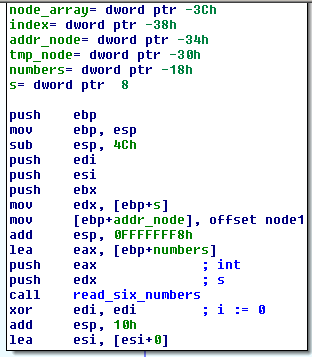 node_array= dword ptr -3Ch
index= dword ptr -38h
addr_node= dword ptr -34h
tmp_node= dword ptr -30h
numbers= dword ptr -18h
s= dword ptr  8
push    ebp
mov     ebp, esp
sub     esp, 4Ch
push    edi
push    esi
push    ebx
mov     edx, [ebp+s]
mov     [ebp+addr_node], offset node1
add     esp, 0FFFFFFF8h
lea     eax, [ebp+numbers]
push    eax             ; int
push    edx             ; s
call    read_six_numbers
xor     edi, edi        ; i := 0
add     esp, 10h
lea     esi, [esi+0]